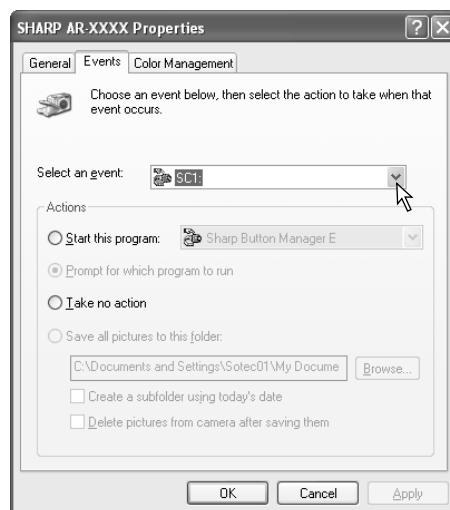 SHARP AR-XXXX Properties
General Events Color Management
Choose an event below, then select the action to take when that
event occurs.
Select an event: SC1:
Actions
Start this program: Sharp Button Manager E
Prompt for which program to run
Take no action
Save all pictures to this folder:
C:\Documents and Settings\Sotec01\My Docume Browse...
Create a subfolder using today's date
Delete pictures from camera after saving them
OK Cancel Apply